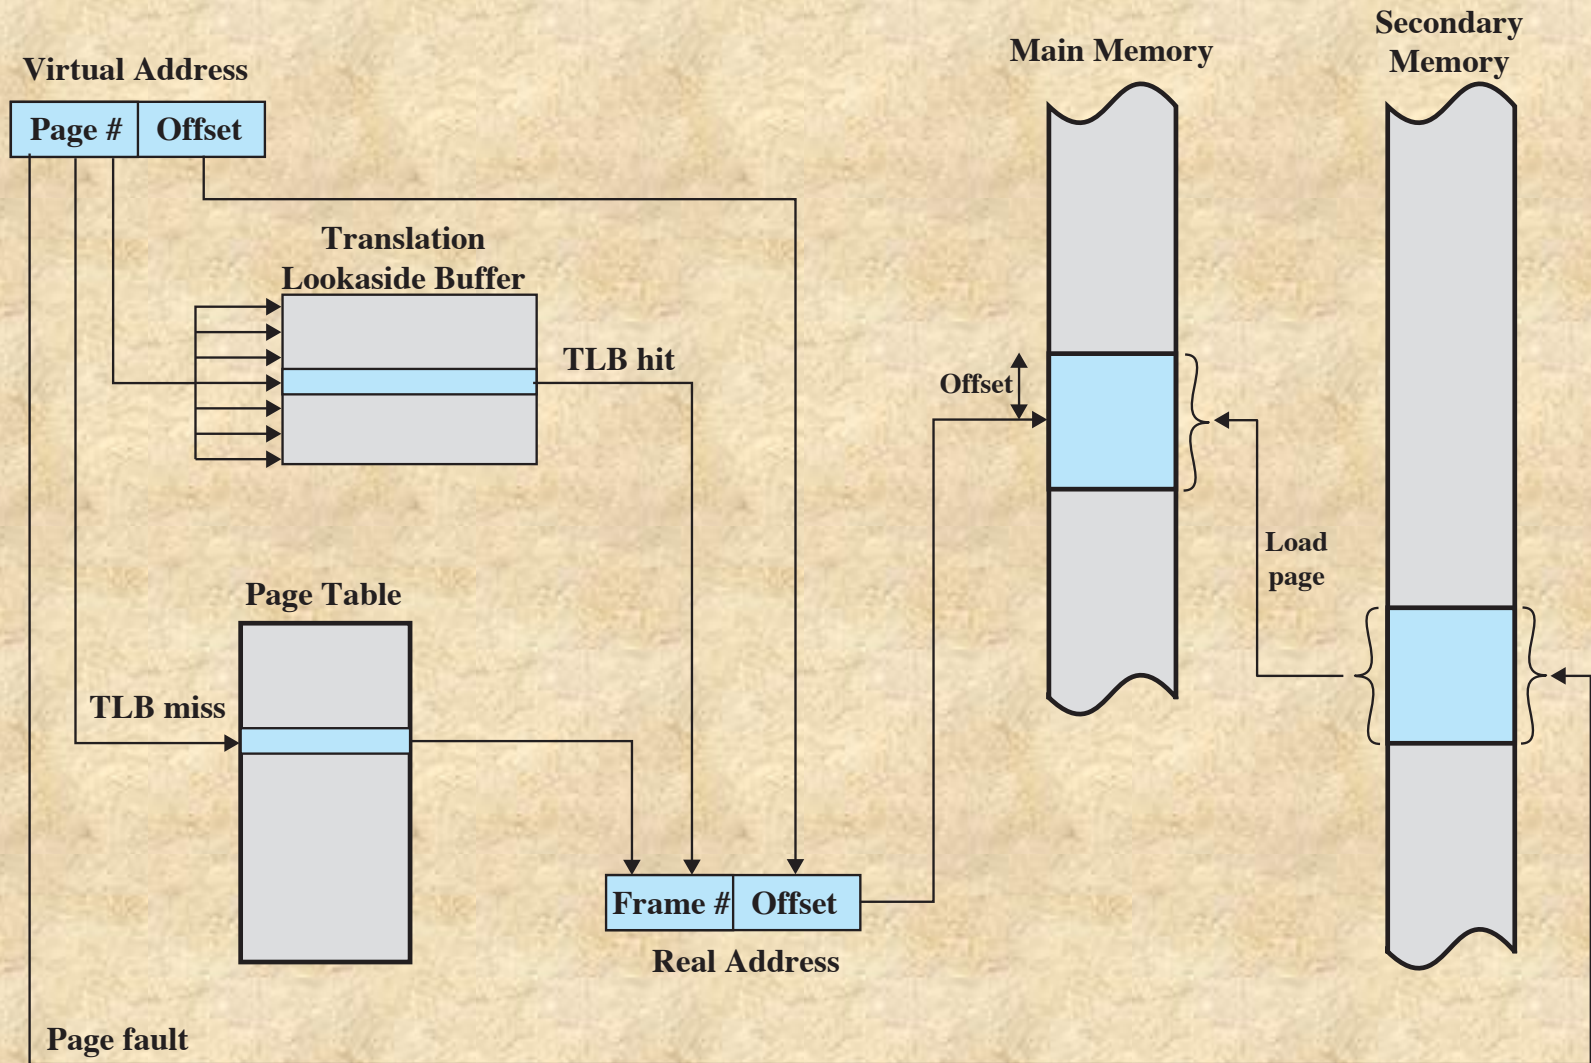 Secondary
Memory
Main Memory
Virtual Address
Page #
Offset
Translation
Lookaside Buffer
TLB hit
Offset
Load
page
Page Table
TLB miss
Frame #
Offset
Real Address
Page fault